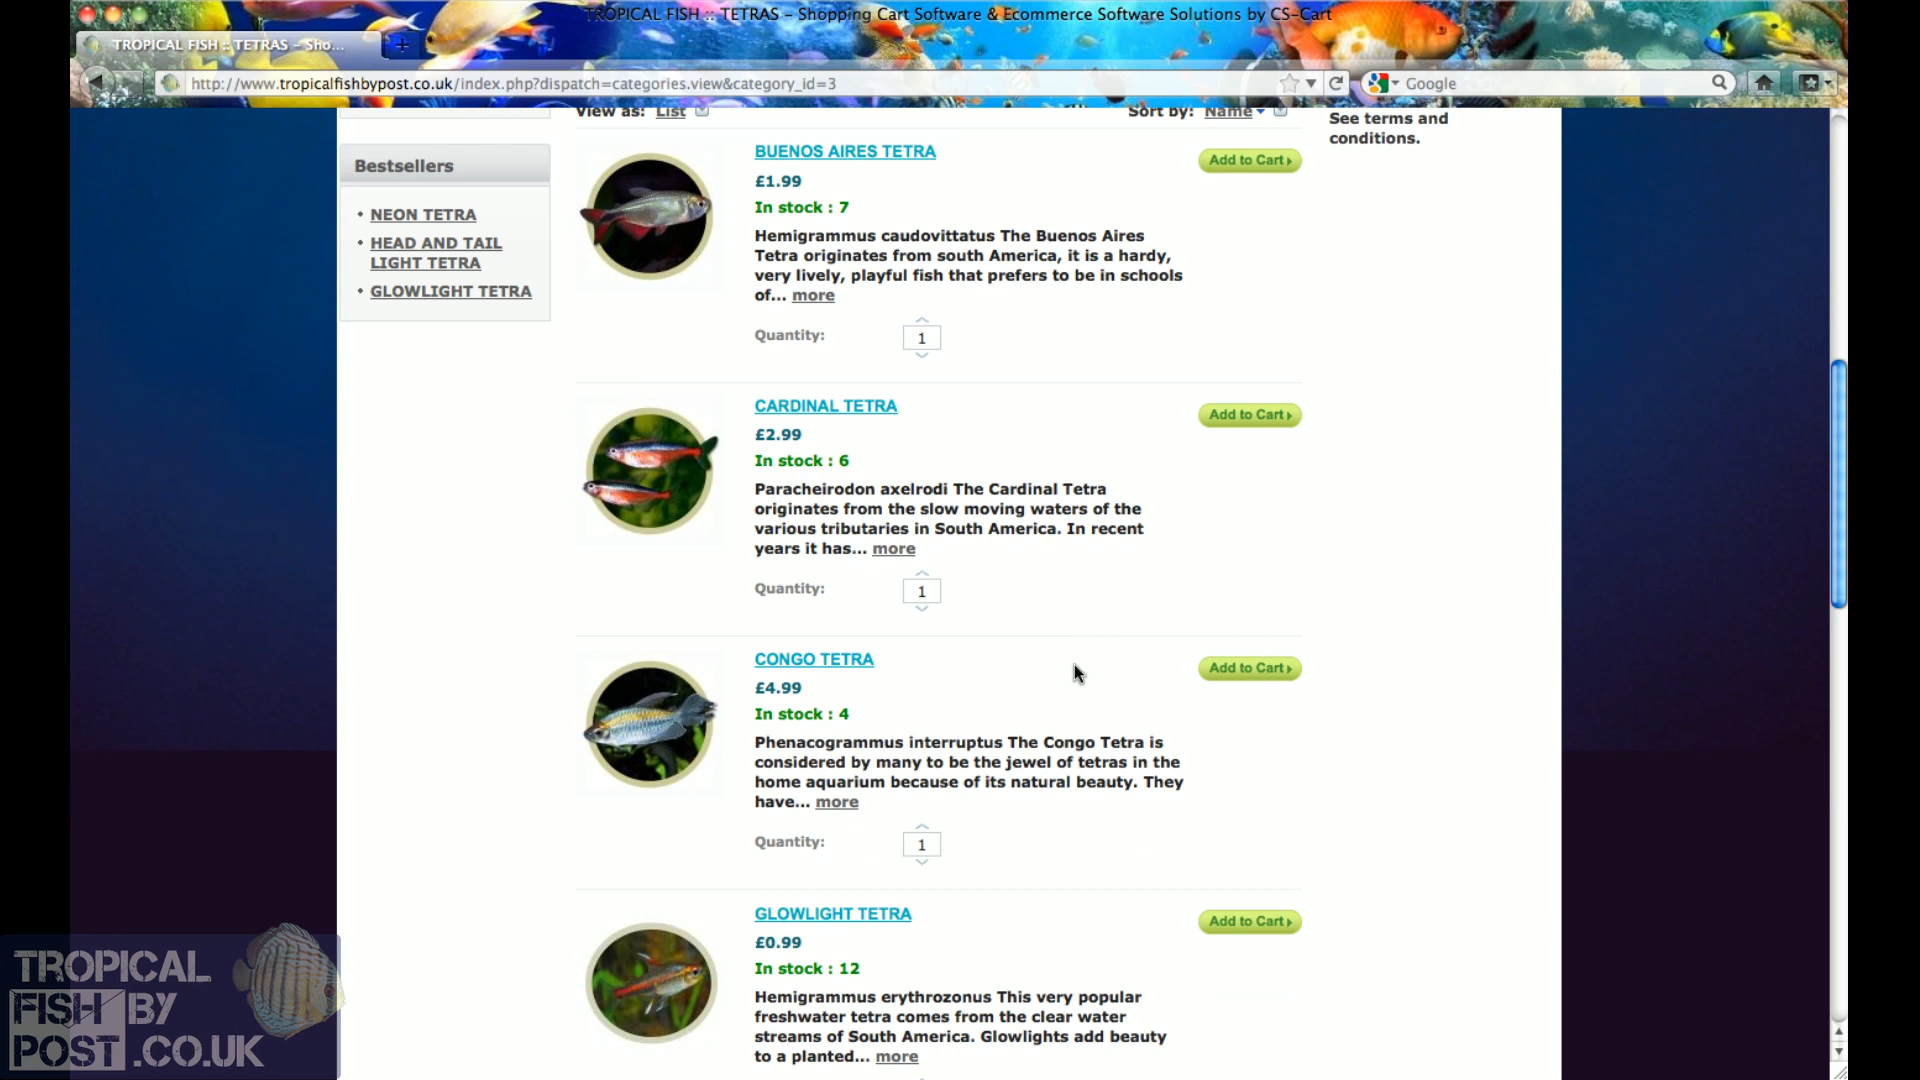 TROPICAL FISH :: TETRAS - Shopping Cart Software & Ecommerce Software Solutions by CS-Cart
TROPICAL FISH :: TETRAS - Sho...
http://www.tropicalfishbypost.co.uk/index.php?dispatch=categories.view&category_id=3
Google
View as: List
Sort by: Name
See terms and
conditions.
Bestsellers
• NEON TETRA
• HEAD AND TAIL
LIGHT TETRA
• GLOWLIGHT TETRA
BUENOS AIRES TETRA
Add to Cart
£1.99
In stock : 7
Hemigrammus caudovittatus The Buenos Aires
Tetra originates from south America, it is a hardy,
very lively, playful fish that prefers to be in schools
of... more
Quantity: 1
CARDINAL TETRA
Add to Cart
£2.99
In stock : 6
Paracheirodon axelrodi The Cardinal Tetra
originates from the slow moving waters of the
various tributaries in South America. In recent
years it has... more
Quantity: 1
CONGO TETRA
Add to Cart
£4.99
In stock : 4
Phenacogrammus interruptus The Congo Tetra is
considered by many to be the jewel of tetras in the
home aquarium because of its natural beauty. They
have... more
Quantity: 1
GLOWLIGHT TETRA
Add to Cart
£0.99
In stock : 12
Hemigrammus erythrozonus This very popular
freshwater tetra comes from the clear water
streams of South America. Glowlights add beauty
to a planted... more
TROPICAL
FISH BY
POST.CO.UK